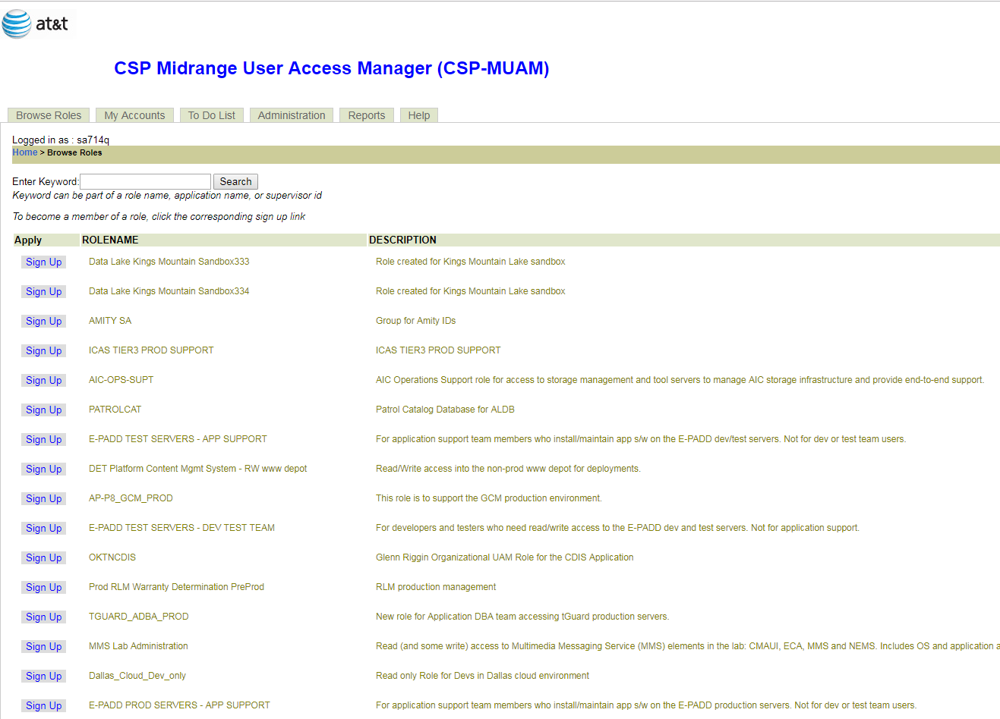 at&t
CSP Midrange User Access Manager (CSP-MUAM)
Browse Roles My Accounts To Do List Administration Reports Help
Logged in as : sa714q
Home > Browse Roles
Enter Keyword: Search
Keyword can be part of a role name, application name, or supervisor id
To become a member of a role, click the corresponding sign up link
Apply ROLENAME DESCRIPTION
Sign Up Data Lake Kings Mountain Sandbox333 Role created for Kings Mountain Lake sandbox
Sign Up Data Lake Kings Mountain Sandbox334 Role created for Kings Mountain Lake sandbox
Sign Up AMITY SA Group for Amity IDs
Sign Up ICAS TIER3 PROD SUPPORT ICAS TIER3 PROD SUPPORT
Sign Up AIC-OPS-SUPT AIC Operations Support role for access to storage management and tool servers to manage AIC storage infrastructure and provide end-to-end support.
Sign Up PATROLCAT Patrol Catalog Database for ALDB
Sign Up E-PADD TEST SERVERS - APP SUPPORT For application support team members who install/maintain app s/w on the E-PADD dev/test servers. Not for dev or test team users.
Sign Up DET Platform Content Mgmt System - RW www depot Read/Write access into the non-prod www depot for deployments.
Sign Up AP-P8_GCM_PROD This role is to support the GCM production environment.
Sign Up E-PADD TEST SERVERS - DEV TEST TEAM For developers and testers who need read/write access to the E-PADD dev and test servers. Not for application support.
Sign Up OKTNCDIS Glenn Riggin Organizational UAM Role for the CDIS Application
Sign Up Prod RLM Warranty Determination PreProd RLM production management
Sign Up TGUARD_ADBA_PROD New role for Application DBA team accessing tGuard production servers.
Sign Up MMS Lab Administration Read (and some write) access to Multimedia Messaging Service (MMS) elements in the lab: CMAUI, ECA, MMS and NEMS. Includes OS and application a
Sign Up Dallas_Cloud_Dev_only Read only Role for Devs in Dallas cloud environment
Sign Up E-PADD PROD SERVERS - APP SUPPORT For application support team members who install/maintain app s/w on the E-PADD production servers. Not for dev or test team users.